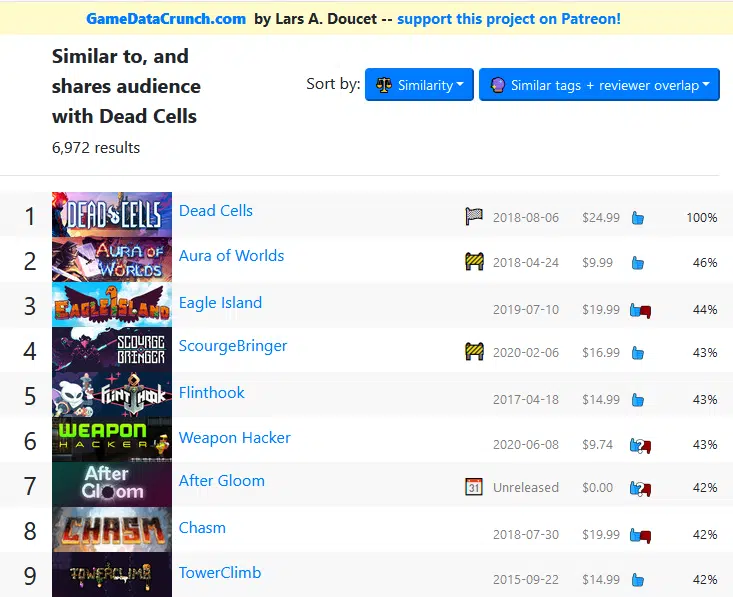 GameDataCrunch.com by Lars A. Doucet -- support this project on Patreon!
Similar to, and
shares audience
with Dead Cells
6,972 results
Sort by: Similarity Similar tags + reviewer overlap
1 DEAD CELLS Dead Cells 2018-08-06 $24.99 100%
2 AURA OF WORLDS Aura of Worlds 2018-04-24 $9.99 46%
3 EAGLE ISLAND Eagle Island 2019-07-10 $19.99 44%
4 SCOURGE BRINGER ScourgeBringer 2020-02-06 $16.99 43%
5 FLINTHOOK Flinthook 2017-04-18 $14.99 43%
6 WEAPON HACKER Weapon Hacker 2020-06-08 $9.74 43%
7 After Gloom After Gloom 31 Unreleased $0.00 42%
8 CHASM Chasm 2018-07-30 $19.99 42%
9 TOWERCLIMB TowerClimb 2015-09-22 $14.99 42%